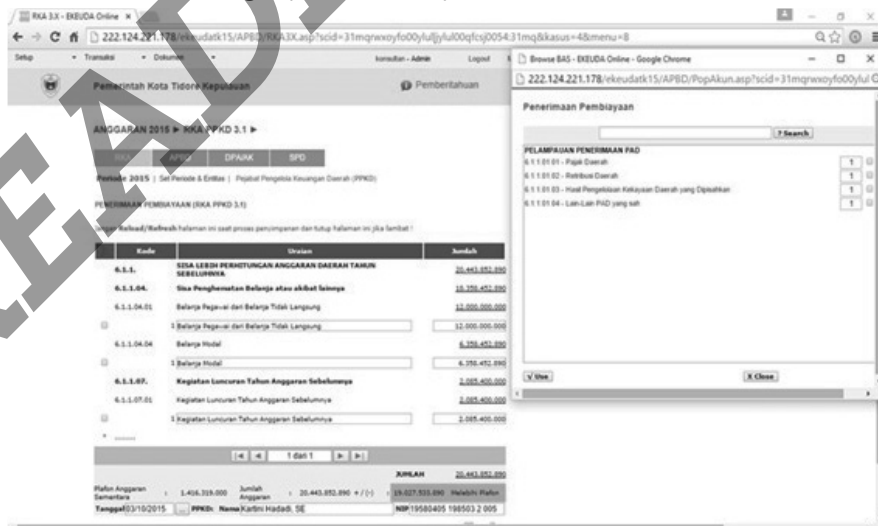 RKA 3.X - EKEUDA Online
222.124.221.178/ekeudatk15/APBD/RKA3X.asp?scid=31mqrwxoyfo00yluljjylul00qfcsj0054:31mq&kasus=4&menu=8
Setup Transaksi Dokumen konsultan - Admin Logout
Pemerintah Kota Tidore Kepulauan Pemberitahuan
ANGGARAN 2015 ▶ RKA PPKD 3.1 ▶
RKA APBD DPA/AK SPD
Periode 2015 | Set Periode & Entitas | Pejabat Pengelola Keuangan Daerah (PPKD)
PENERIMAAN PEMBIAYAAN (RKA PPKD 3.1)
Jangan Reload/Refresh halaman ini saat proses penyimpanan dan tutup halaman ini jika lambat !
Kode Uraian Jumlah
6.1.1. SISA LEBIH PERHITUNGAN ANGGARAN DAERAH TAHUN SEBELUMNYA 20.443.852.890
6.1.1.04. Sisa Penghematan Belanja atau akibat lainnya 18.358.452.890
6.1.1.04.01 Belanja Pegawai dari Belanja Tidak Langsung 12.000.000.000
1 Belanja Pegawai dari Belanja Tidak Langsung 12.000.000.000
6.1.1.04.04 Belanja Modal 6.358.452.890
1 Belanja Modal 6.358.452.890
6.1.1.07. Kegiatan Luncuran Tahun Anggaran Sebelumnya 2.085.400.000
6.1.1.07.01 Kegiatan Luncuran Tahun Anggaran Sebelumnya 2.085.400.000
1 Kegiatan Luncuran Tahun Anggaran Sebelumnya 2.085.400.000
1 dari 1
JUMLAH 20.443.852.890
Plafon Anggaran Sementara : 1.416.319.000 Jumlah Anggaran : 20.443.852.890 + / (-) : 19.027.533.890 Melebihi Plafon
Tanggal 03/10/2015 ... PPKD: Nama Kartini Hadadi, SE NIP 19580405 198503 2 005
Browse BAS - EKEUDA Online - Google Chrome
222.124.221.178/ekeudatk15/APBD/PopAkun.asp?scid=31mqrwxoyfo00ylul
Penerimaan Pembiayaan
? Search
PELAMPAUAN PENERIMAAN PAD
6.1.1.01.01 - Pajak Daerah 1
6.1.1.01.02 - Retribusi Daerah 1
6.1.1.01.03 - Hasil Pengelolaan Kekayaan Daerah yang Dipisahkan 1
6.1.1.01.04 - Lain-Lain PAD yang sah 1
√ Use X Close